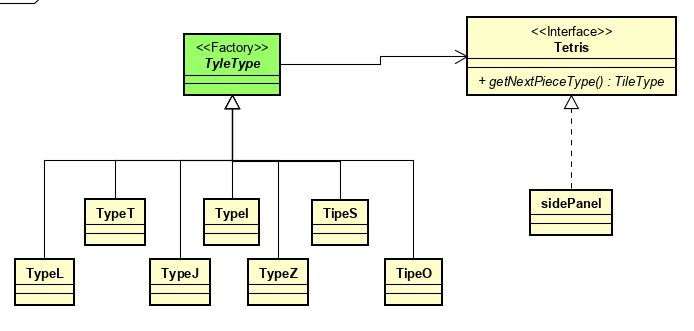 <<Factory>>
TyleType
<<Interface>>
Tetris
+ getNextPieceType() : TileType
TypeT
TypeI
TipeS
sidePanel
TypeL
TypeJ
TypeZ
TipeO